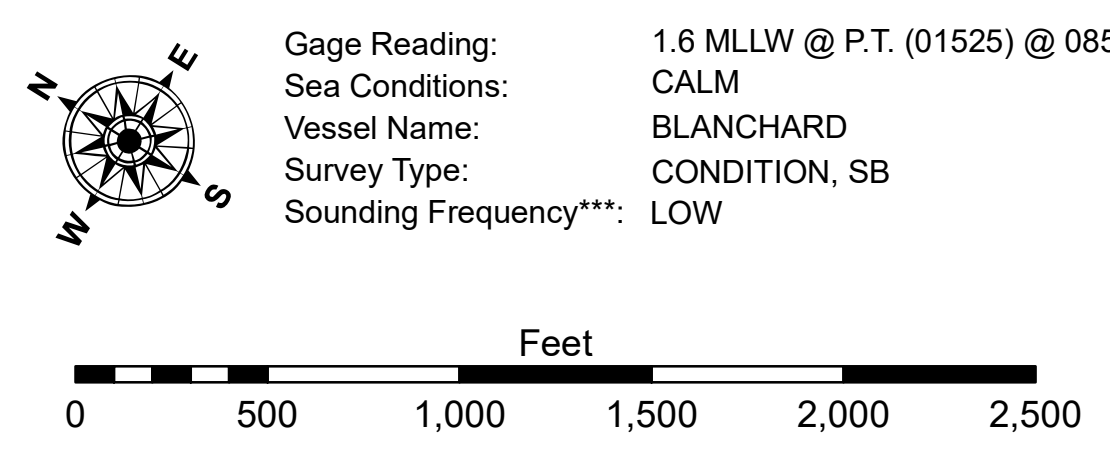 N
E
S
W
Gage Reading: 1.6 MLLW @ P.T. (01525) @ 085
Sea Conditions: CALM
Vessel Name: BLANCHARD
Survey Type: CONDITION, SB
Sounding Frequency***: LOW
Feet
0 500 1,000 1,500 2,000 2,500